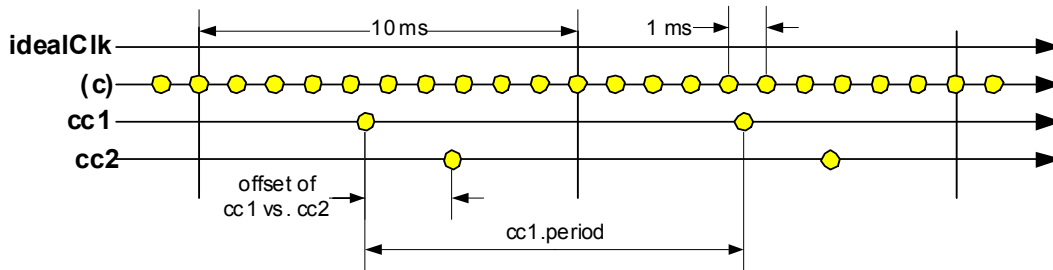 10 ms
1 ms
idealClk
(c)
cc1
cc2
offset of
cc1 vs. cc2
cc1.period